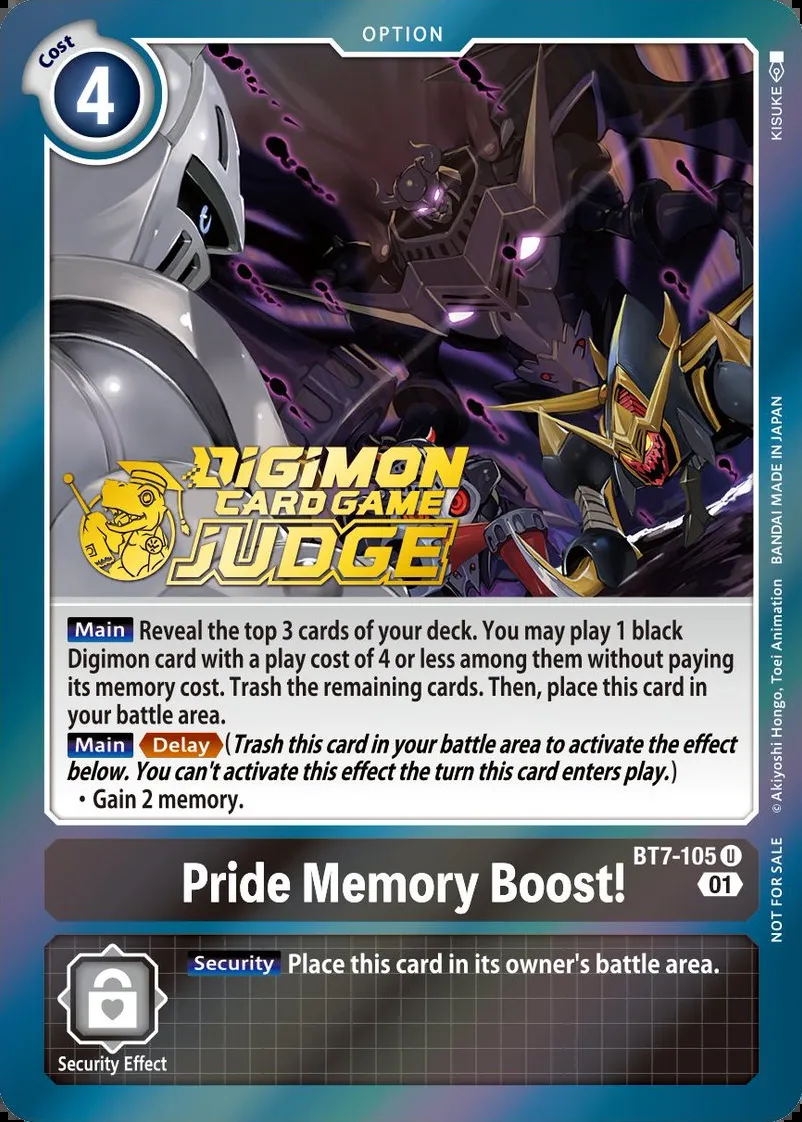 OPTION
Cost
4
KISUKE
DIGIMON
CARD GAME
JUDGE
Main Reveal the top 3 cards of your deck. You may play 1 black
Digimon card with a play cost of 4 or less among them without paying
its memory cost. Trash the remaining cards. Then, place this card in
your battle area.
Main Delay (Trash this card in your battle area to activate the effect
below. You can't activate this effect the turn this card enters play.)
・Gain 2 memory.
© Akiyoshi Hongo, Toei Animation BANDAI MADE IN JAPAN
NOT FOR SALE
BT7-105 U
Pride Memory Boost!
01
Security Place this card in its owner's battle area.
Security Effect